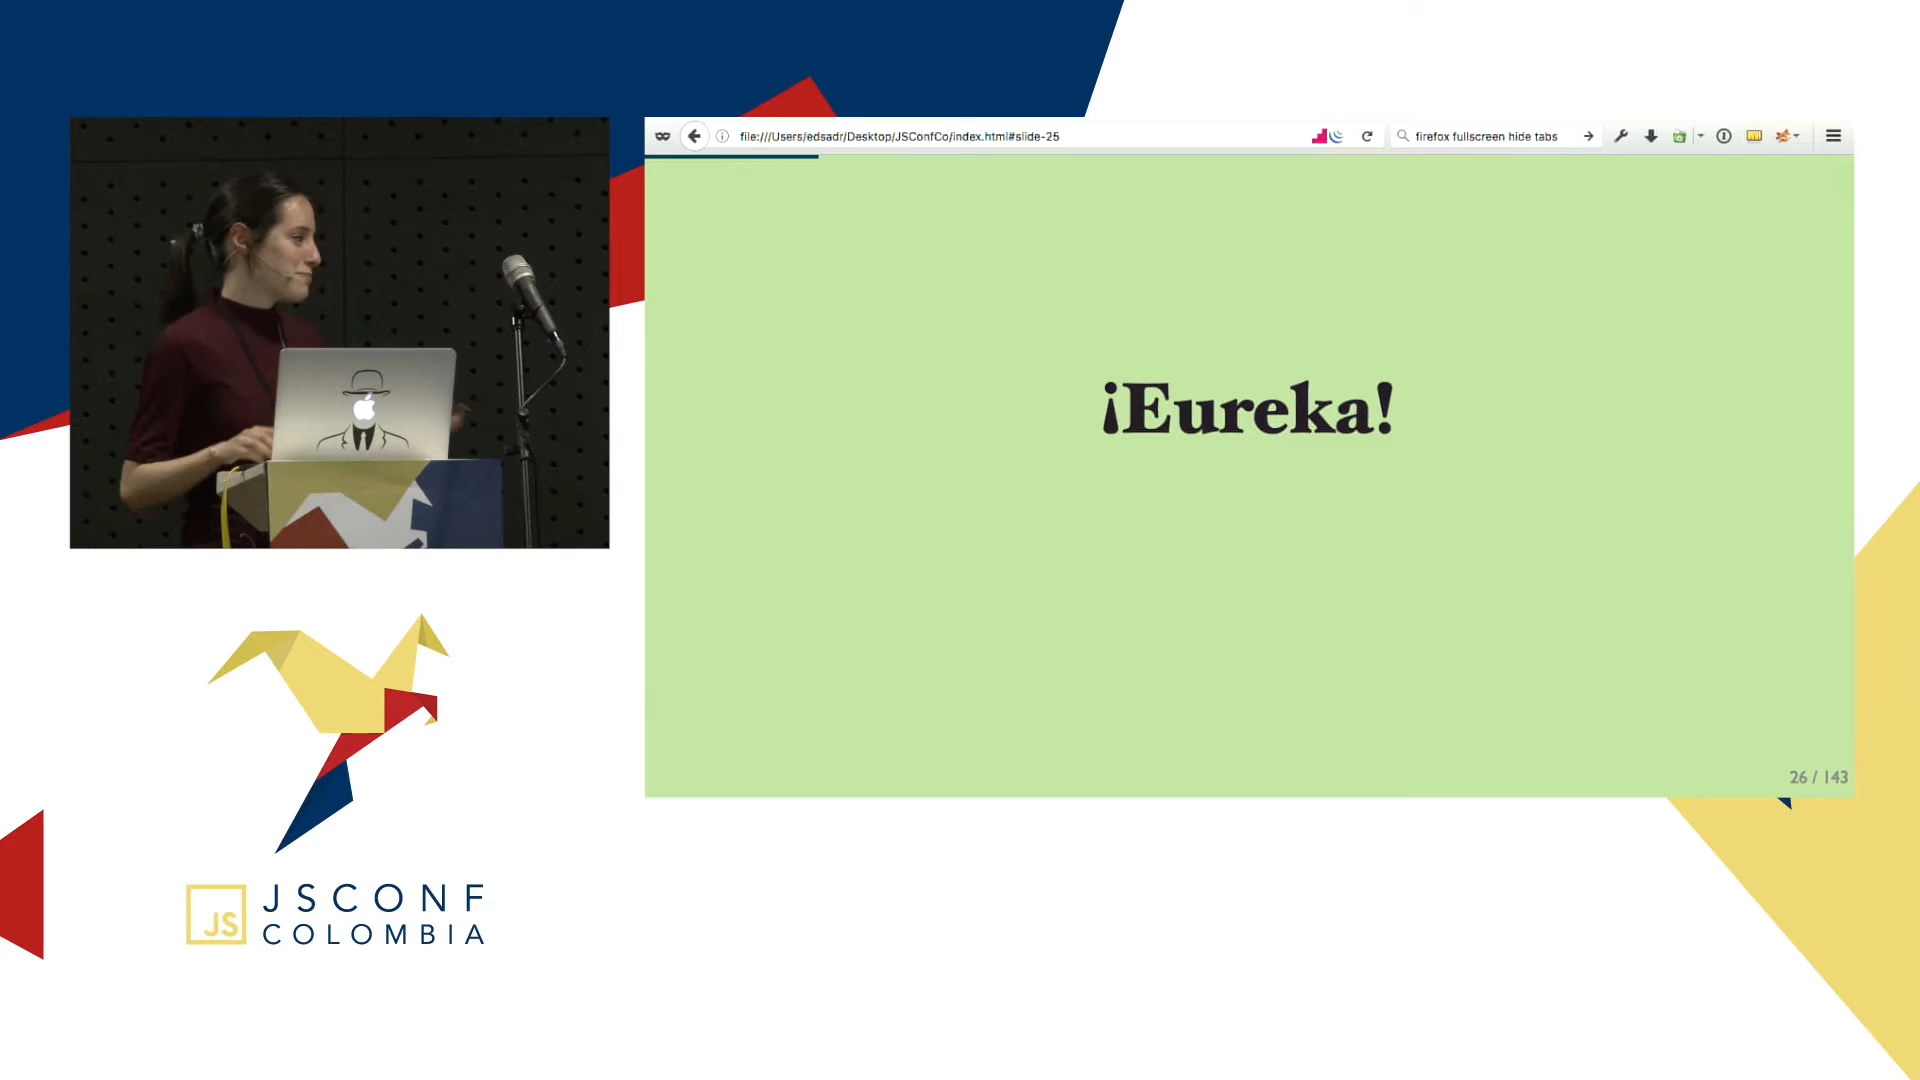 file:///Users/edsadr/Desktop/JSConfCo/index.html#slide-25
firefox fullscreen hide tabs
¡Eureka!
26 / 143
JS
JSCONF
COLOMBIA